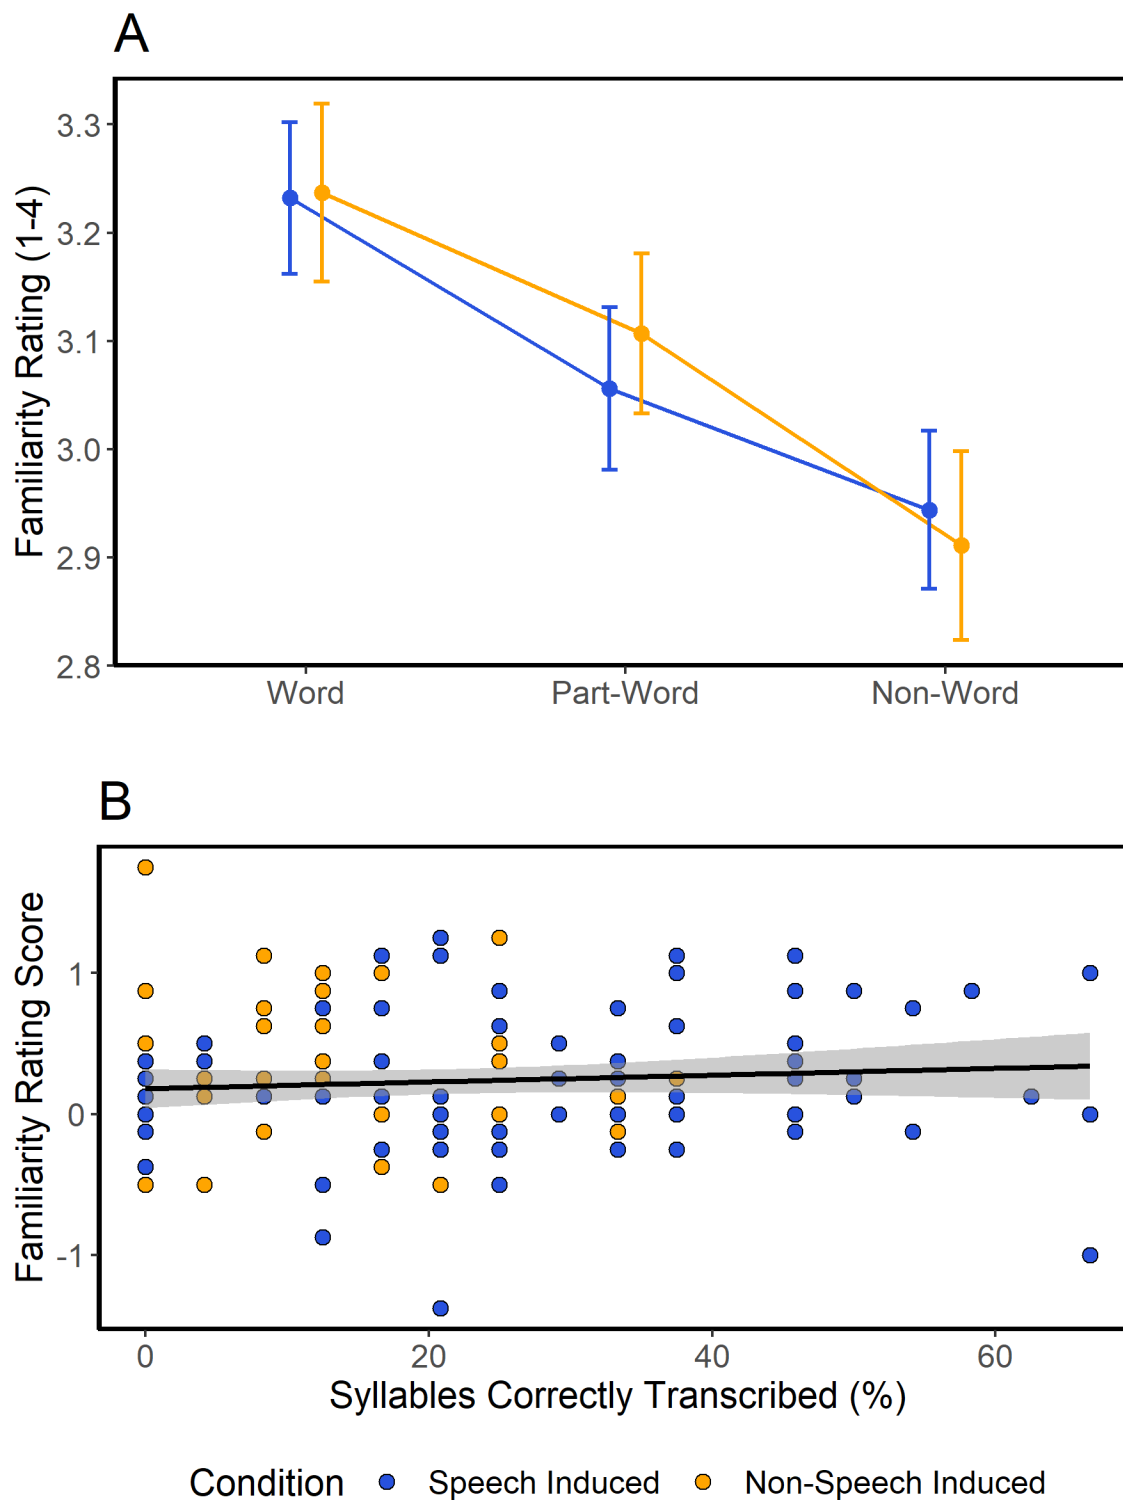 A
Familiarity Rating (1-4)
3.3
3.2
3.1
3.0
2.9
2.8
Word Part-Word Non-Word
B
Familiarity Rating Score
1
0
-1
0 20 40 60
Syllables Correctly Transcribed (%)
Condition Speech Induced Non-Speech Induced